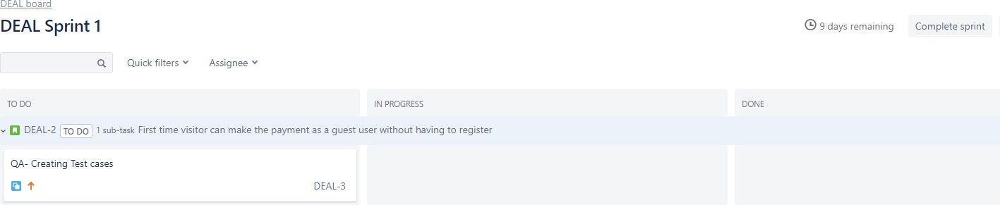 DEAL board
DEAL Sprint 1
9 days remaining
Complete sprint
Quick filters
Assignee
TO DO
IN PROGRESS
DONE
DEAL-2 TO DO 1 sub-task First time visitor can make the payment as a guest user without having to register
QA- Creating Test cases
DEAL-3